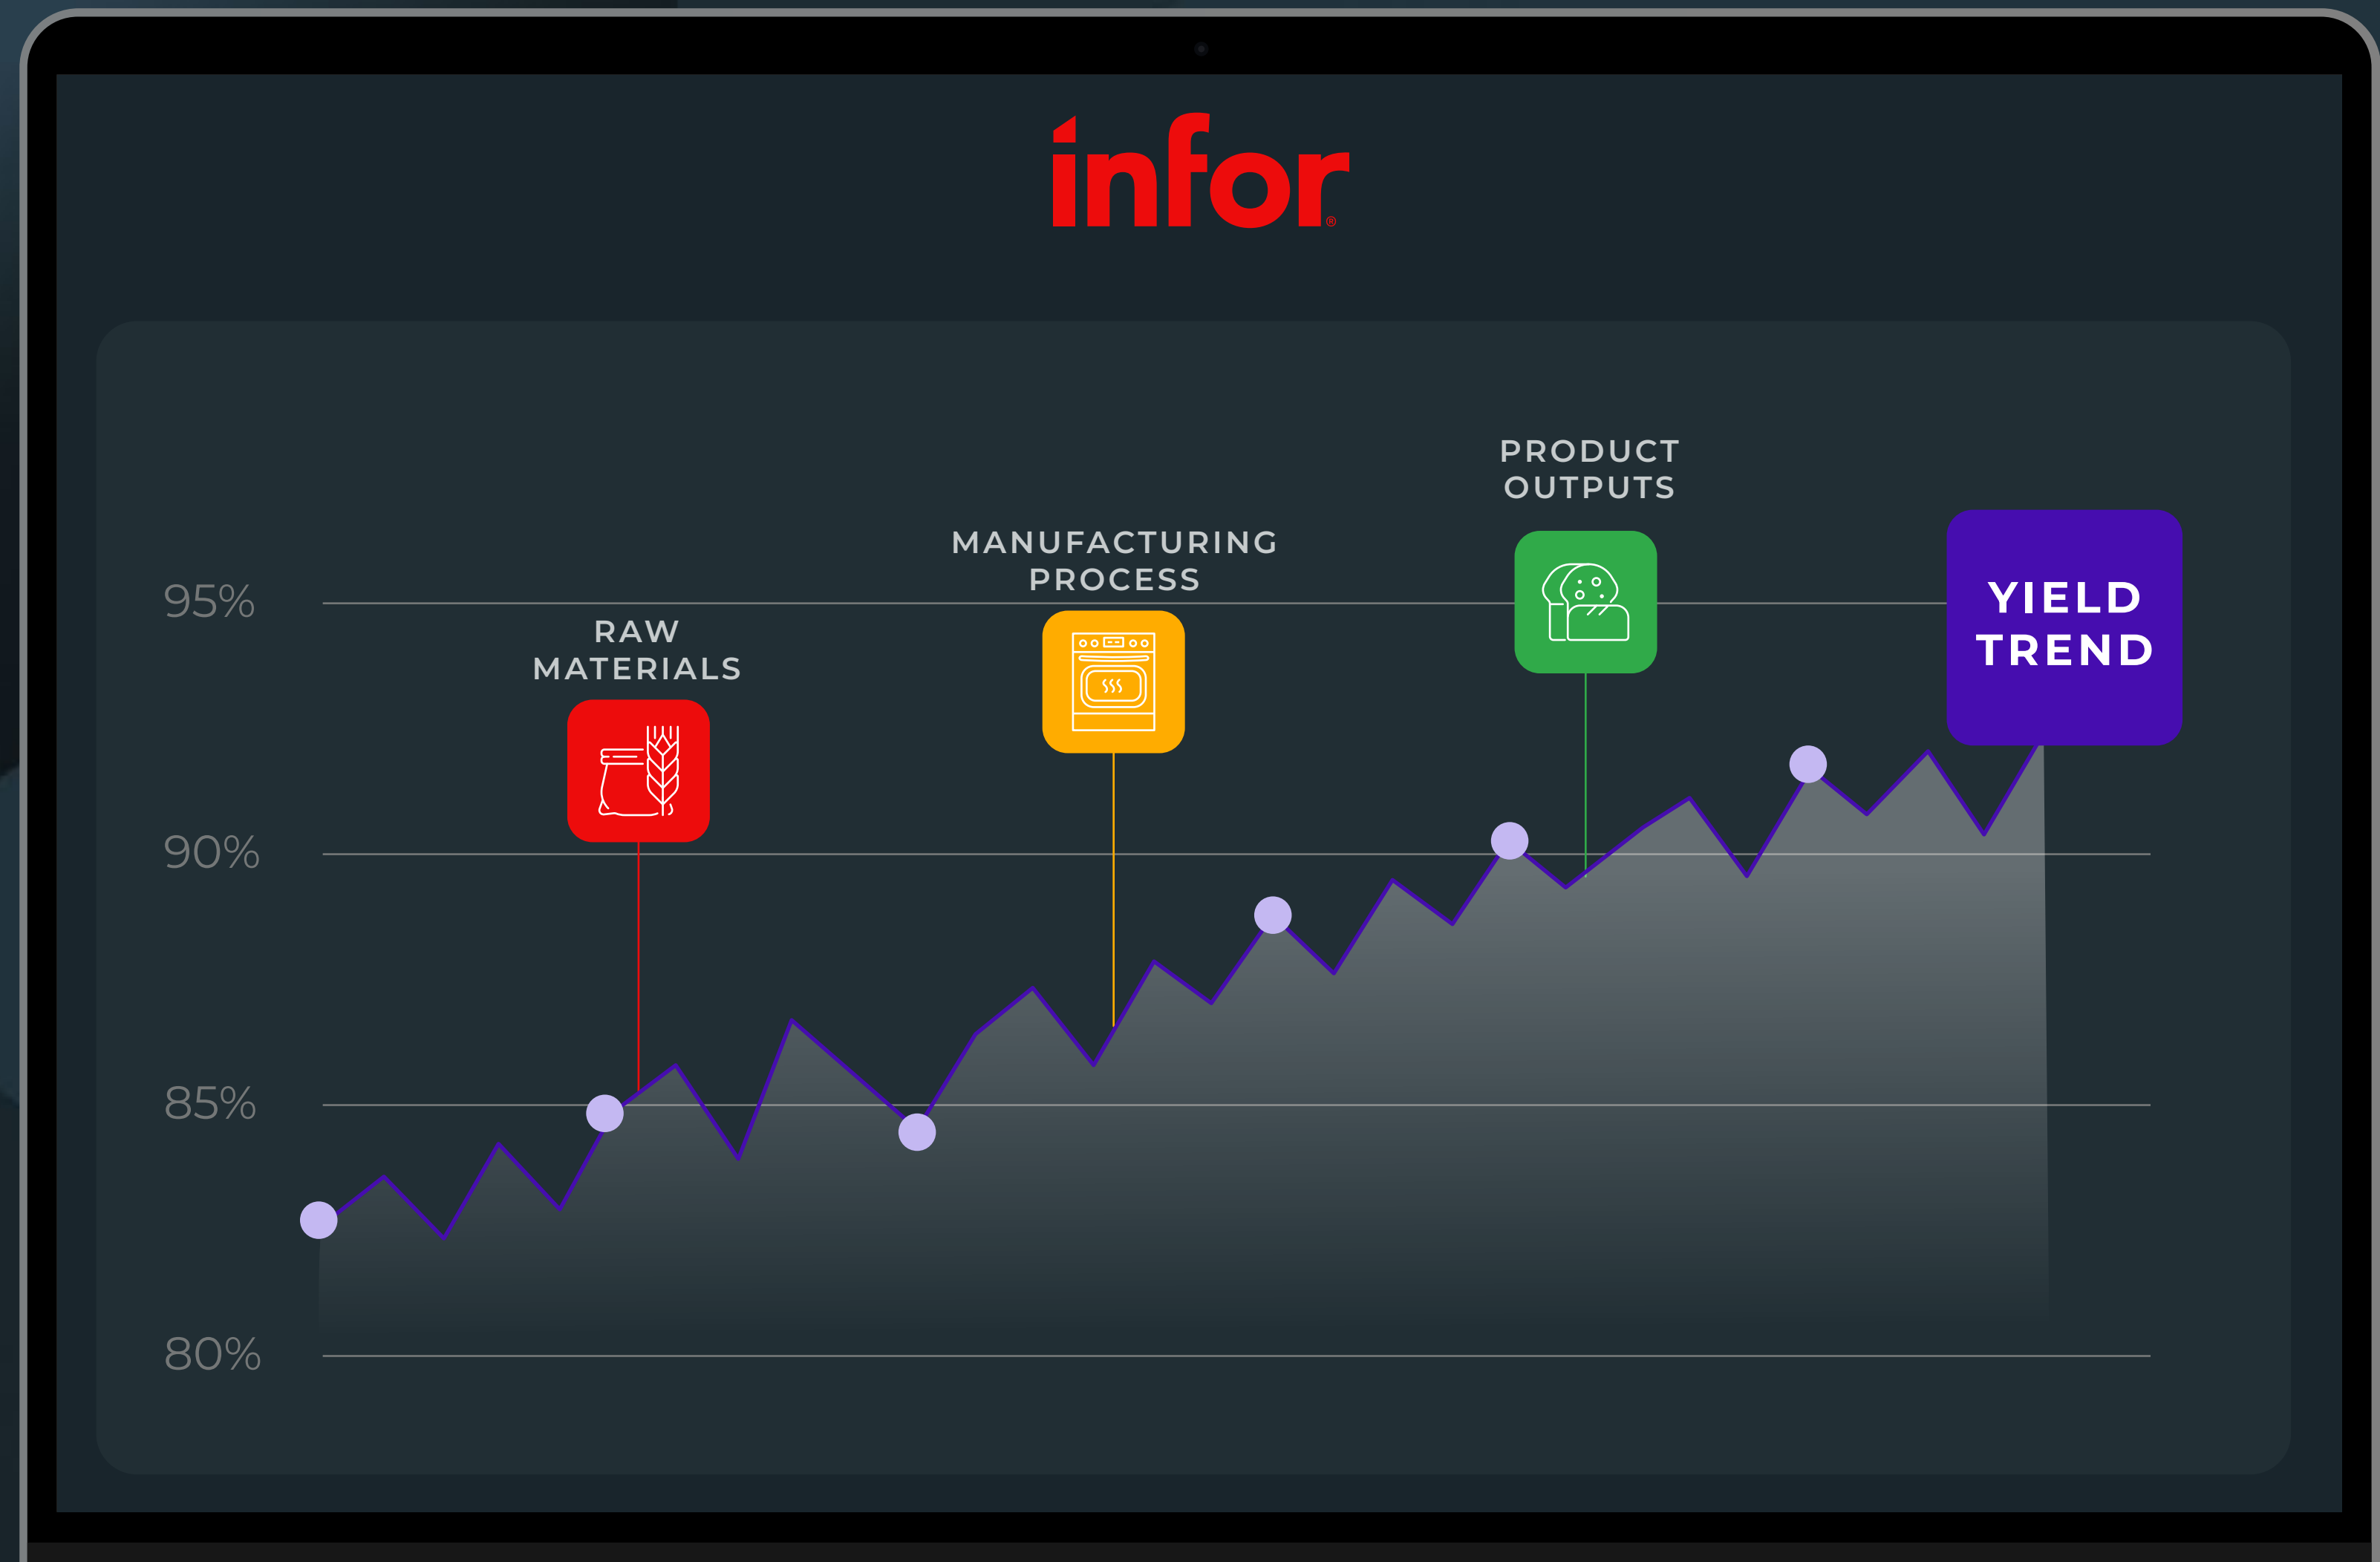 infor®
PRODUCT
OUTPUTS
MANUFACTURING
PROCESS
RAW
MATERIALS
YIELD
TREND
95%
90%
85%
80%